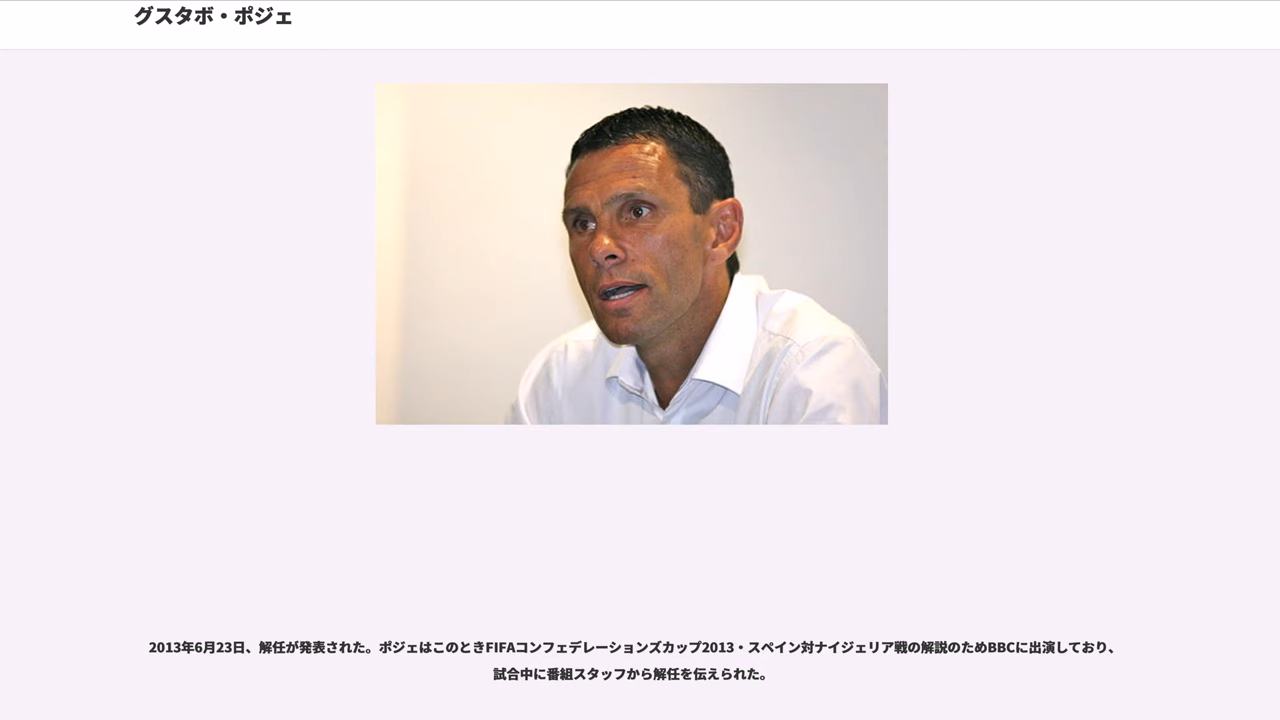 グスタボ・ポジェ
2013年6月23日、解任が発表された。ポジェはこのときFIFAコンフェデレーションズカップ2013・スペイン対ナイジェリア戦の解説のためBBCに出演しており、
試合中に番組スタッフから解任を伝えられた。